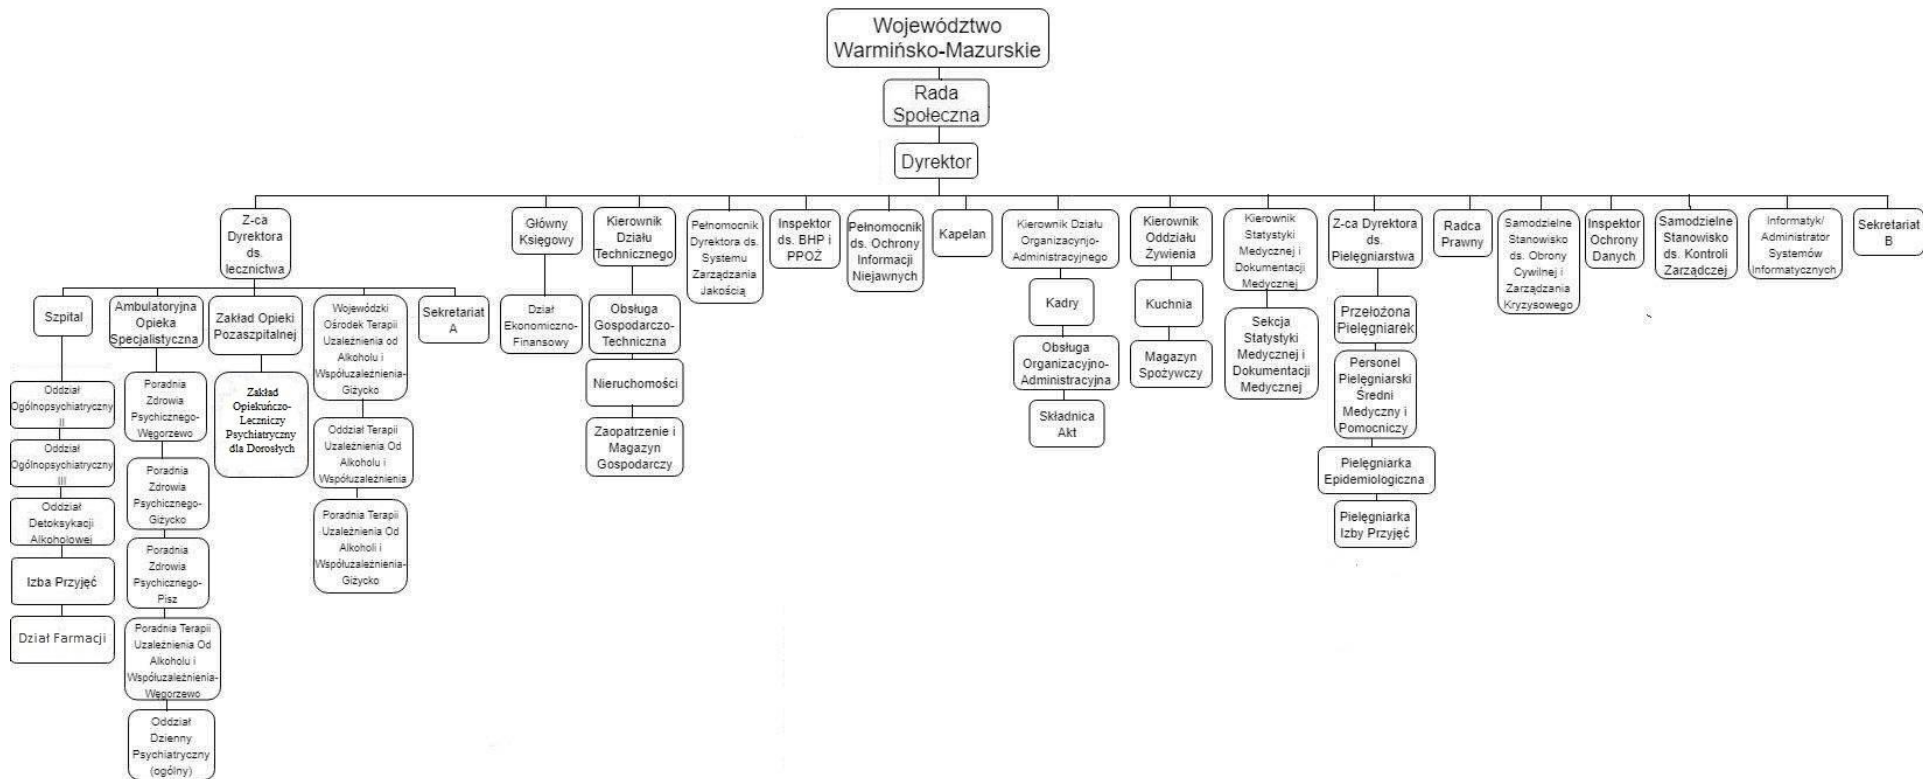 Województwo
Warmińsko-Mazurskie
Rada
Społeczna
Dyrektor
Z-ca
Dyrektora
ds.
lecznictwa
Szpital
Oddział
Ogólnopsychiatryczny
II
Oddział
Ogólnopsychiatryczny
III
Oddział
Detoksykacji
Alkoholowej
Izba Przyjęć
Dział Farmacji
Ambulatoryjna
Opieka
Specjalistyczna
Poradnia
Zdrowia
Psychicznego-
Węgorzewo
Poradnia
Zdrowia
Psychicznego-
Giżycko
Poradnia
Zdrowia
Psychicznego-
Pisz
Poradnia Terapii
Uzależnienia Od
Alkoholu i
Współuzależnienia-
Węgorzewo
Oddział
Dzienny
Psychiatryczny
(ogólny)
Zakład Opieki
Pozaszpitalnej
Zakład
Opiekuńczo-
Leczniczy
Psychiatryczny
dla Dorosłych
Wojewódzki
Ośrodek Terapii
Uzależnienia od
Alkoholu i
Współuzależnienia-
Giżycko
Oddział Terapii
Uzależnienia Od
Alkoholu i
Współuzależnienia
Poradnia Terapii
Uzależnienia Od
Alkoholi i
Współuzależnienia-
Giżycko
Sekretariat
A
Główny
Księgowy
Dział
Ekonomiczno-
Finansowy
Kierownik
Działu
Technicznego
Obsługa
Gospodarczo-
Techniczna
Nieruchomości
Zaopatrzenie i
Magazyn
Gospodarczy
Pełnomocnik
Dyrektora ds.
Systemu
Zarządzania
Jakością
Inspektor
ds. BHP i
PPOŻ
Pełnomocnik
ds. Ochrony
Informacji
Niejawnych
Kapelan
Kierownik Działu
Organizacynjo-
Administracyjnego
Kadry
Obsługa
Organizacyjno-
Administracyjna
Składnica
Akt
Kierownik
Oddziału
Żywienia
Kuchnia
Magazyn
Spożywczy
Kierownik
Statystyki
Medycznej i
Dokumentacji
Medycznej
Sekcja
Statystyki
Medycznej i
Dokumentacji
Medycznej
Z-ca Dyrektora
ds.
Pielęgniarstwa
Przełożona
Pielęgniarek
Personel
Pielęgniarski
Średni
Medyczny i
Pomocniczy
Pielęgniarka
Epidemiologiczna
Pielęgniarka
Izby Przyjęć
Radca
Prawny
Samodzielne
Stanowisko
ds. Obrony
Cywilnej i
Zarządzania
Kryzysowego
Inspektor
Ochrony
Danych
Samodzielne
Stanowisko
ds. Kontroli
Zarządczej
Informatyk/
Administrator
Systemów
Informatycznych
Sekretariat
B